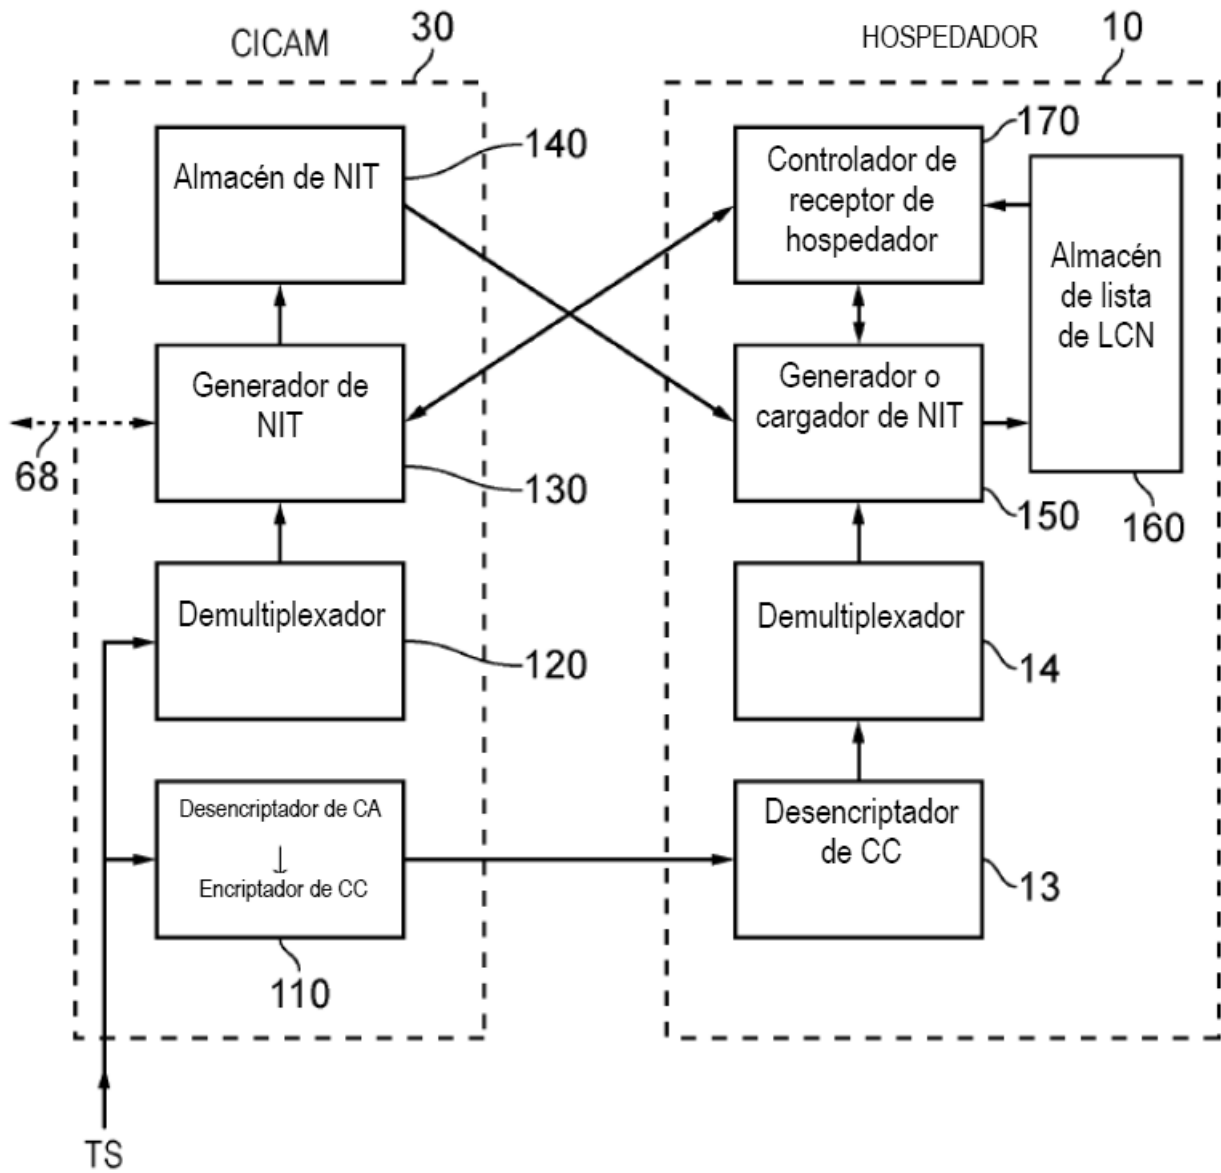 CICAM
30
HOSPEDADOR
10
Almacén de NIT
140
Controlador de
receptor de
hospedador
170
Almacén
de lista
de LCN
160
Generador de
NIT
130
68
Generador o
cargador de NIT
150
Demultiplexador
120
Demultiplexador
14
Desencriptador de CA
Encriptador de CC
110
Desencriptador
de CC
13
TS